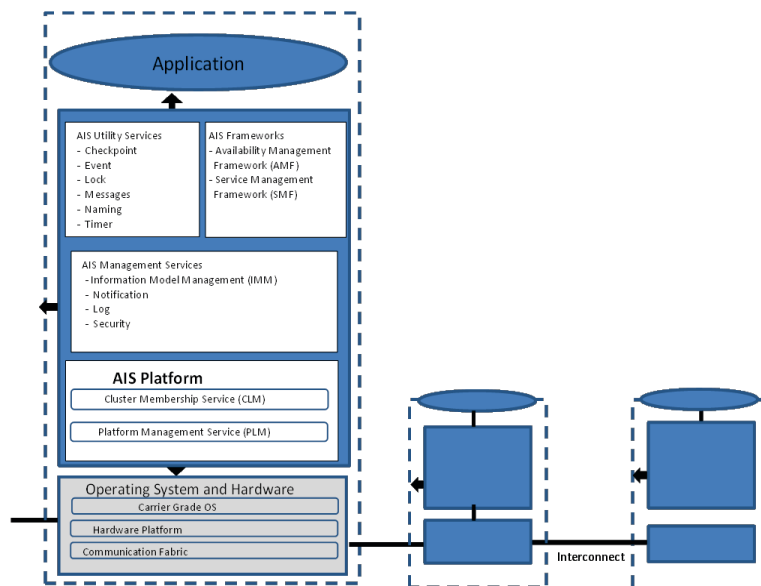 Application
AIS Utility Services
- Checkpoint
- Event
- Lock
- Messages
- Naming
- Timer
AIS Frameworks
- Availability Management
Framework (AMF)
- Service Management
Framework (SMF)
AIS Management Services
-Information Model Management (IMM)
- Notification
- Log
- Security
AIS Platform
Cluster Membership Service (CLM)
Platform Management Service (PLM)
Operating System and Hardware
Carrier Grade OS
Hardware Platform
Communication Fabric
Interconnect